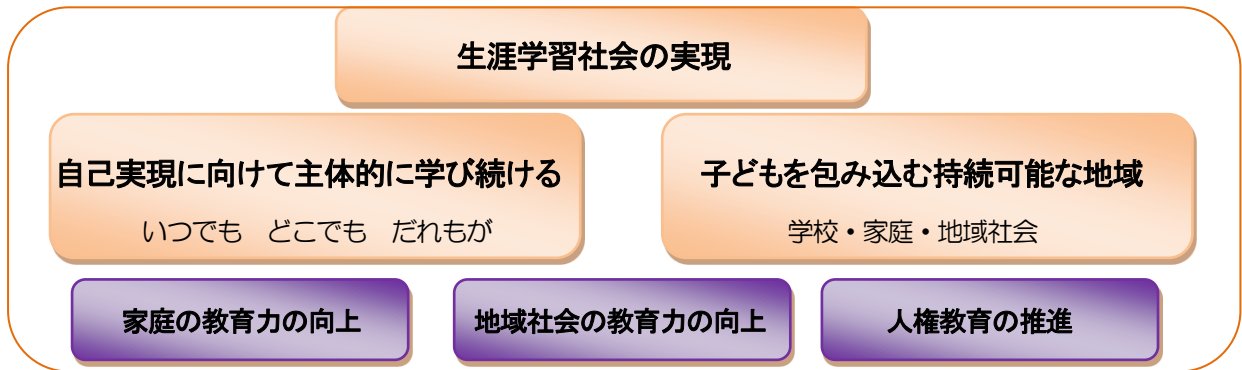 生涯学習社会の実現
自己実現に向けて主体的に学び続ける
いつでも　どこでも　だれもが
子どもを包み込む持続可能な地域
学校・家庭・地域社会
家庭の教育力の向上
地域社会の教育力の向上
人権教育の推進